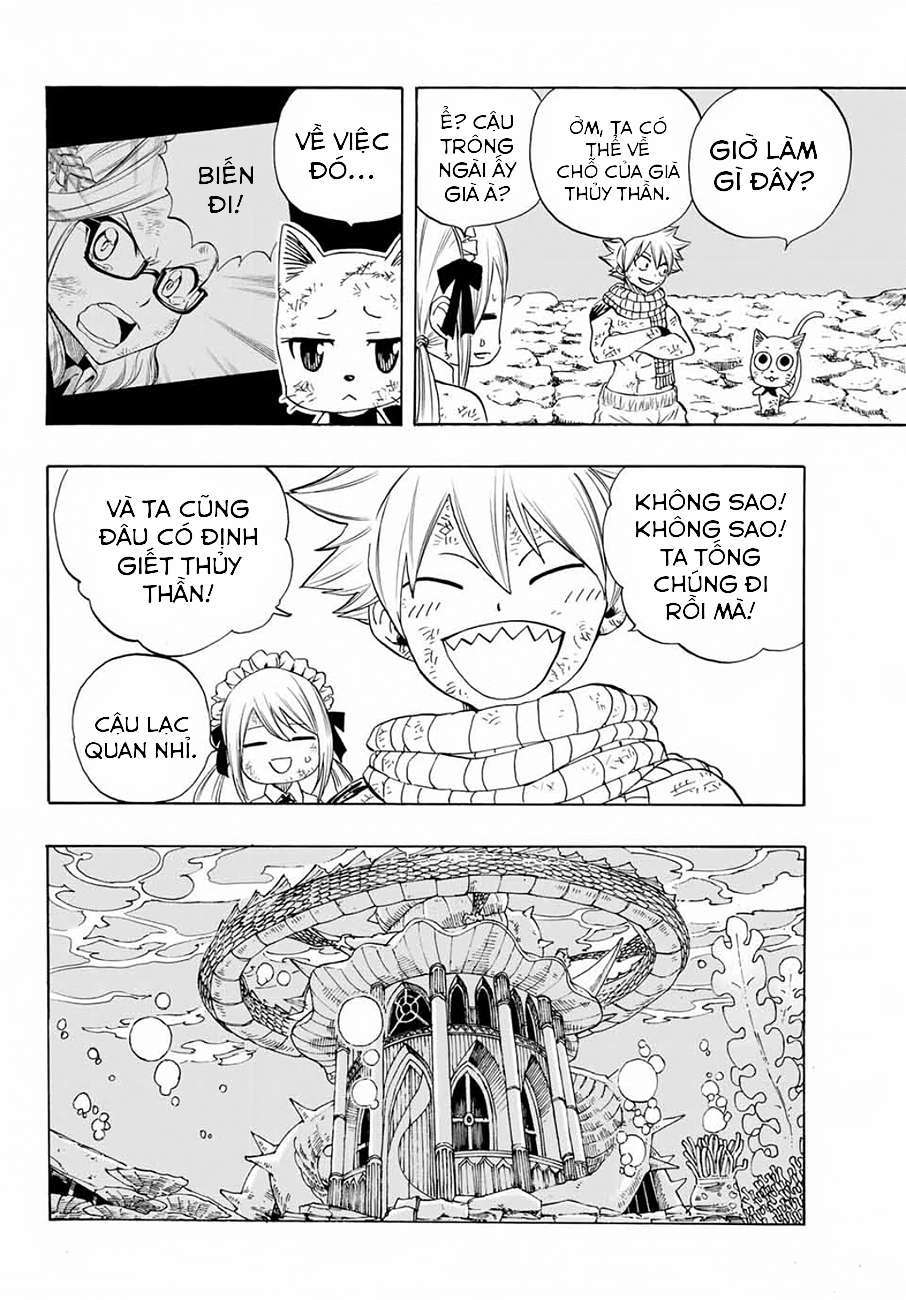 GIỜ LÀM
GÌ ĐÂY?
ỜM, TA CÓ
THỂ VỀ
CHỖ CỦA GIÀ
THỦY THẦN.
Ể? CẬU
TRÔNG
NGÀI ẤY
GIÀ À?
VỀ VIỆC
ĐÓ...
BIẾN
ĐI!
KHÔNG SAO!
KHÔNG SAO!
TA TỐNG
CHÚNG ĐI
RỒI MÀ!
VÀ TA CŨNG
ĐÂU CÓ ĐỊNH
GIẾT THỦY
THẦN!
CẬU LẠC
QUAN NHỈ.